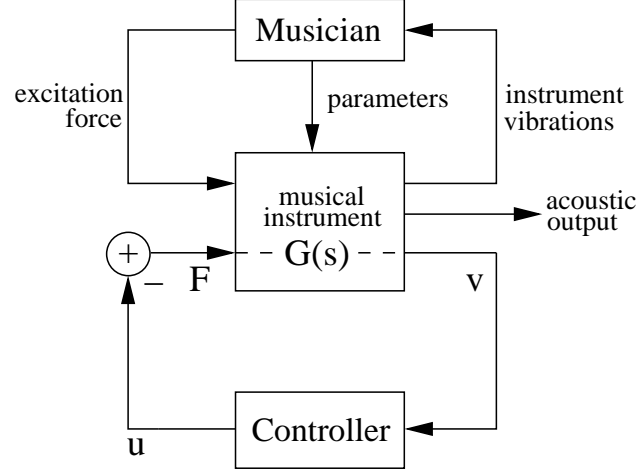 Musician
excitation
force
parameters
instrument
vibrations
musical
instrument
acoustic
output
+
−
F
G(s)
v
u
Controller